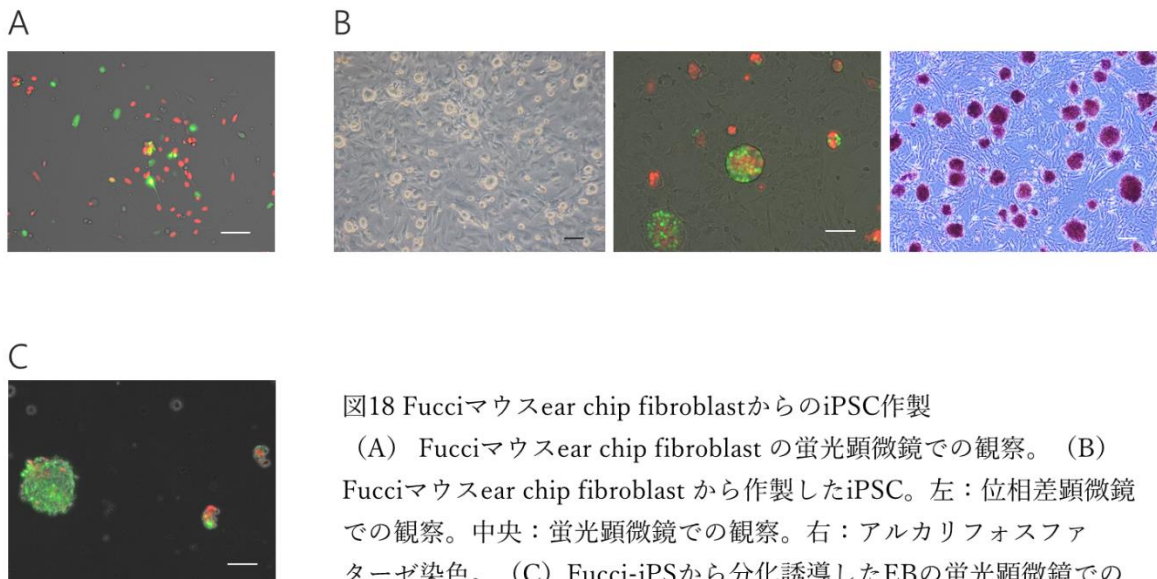 A
B
C
図18 Fucciマウスear chip fibroblastからのiPSC作製
（A） Fucciマウスear chip fibroblast の蛍光顕微鏡での観察。（B）
Fucciマウスear chip fibroblast から作製したiPSC。左：位相差顕微鏡
での観察。中央：蛍光顕微鏡での観察。右：アルカリフォスファ
ターゼ染色。（C）Fucci-iPSから分化誘導したEBの蛍光顕微鏡での